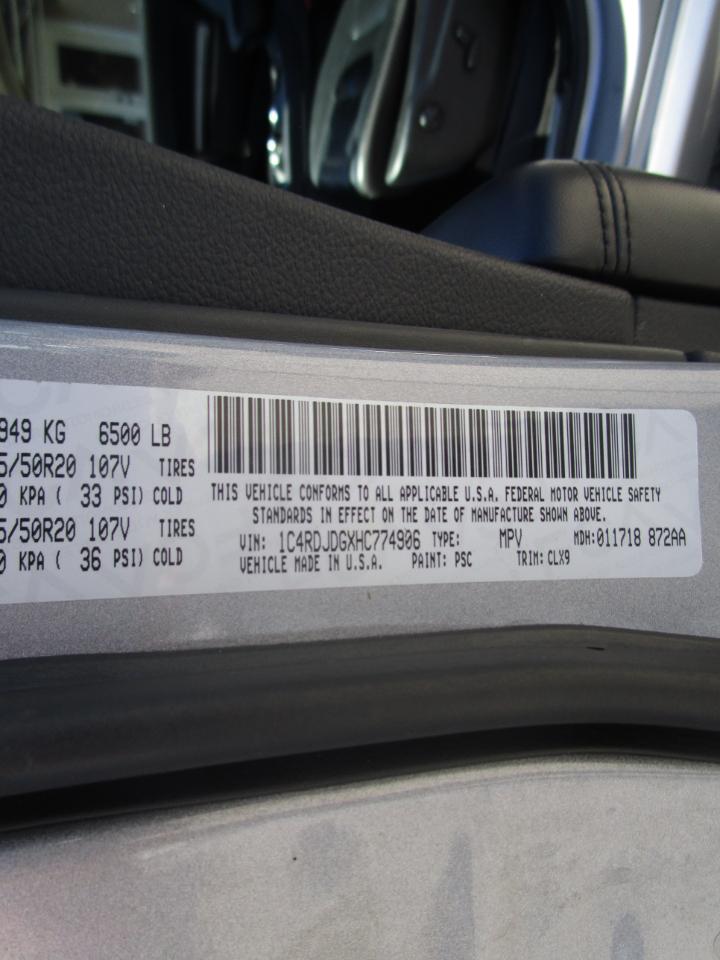 949 KG 6500 LB
5/50R20 107V TIRES
0 KPA ( 33 PSI) COLD
5/50R20 107V TIRES
0 KPA ( 36 PSI) COLD
THIS VEHICLE CONFORMS TO ALL APPLICABLE U.S.A. FEDERAL MOTOR VEHICLE SAFETY
STANDARDS IN EFFECT ON THE DATE OF MANUFACTURE SHOWN ABOVE.
VIN: 1C4RDJDGXHC774906 TYPE: MPV MDH: 011718 872AA
VEHICLE MADE IN U.S.A. PAINT: PSC TRIM: CLX9